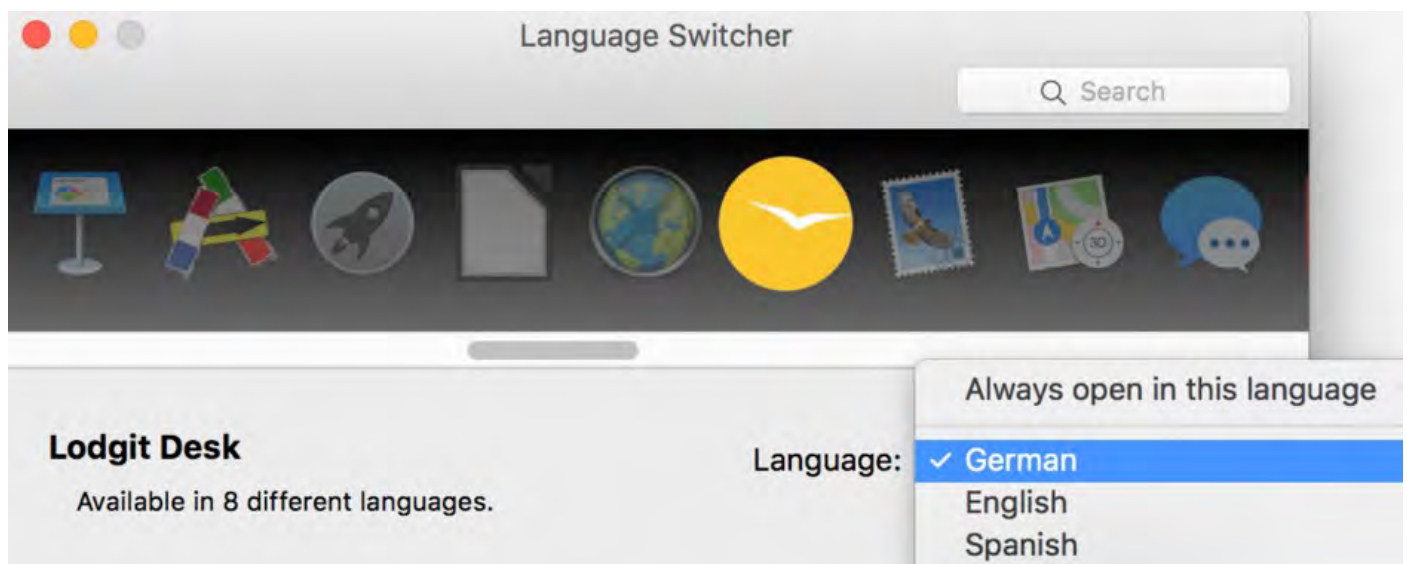 Language Switcher
Search
3D
Always open in this language
Lodgit Desk
Language:
✓ German
Available in 8 different languages.
English
Spanish